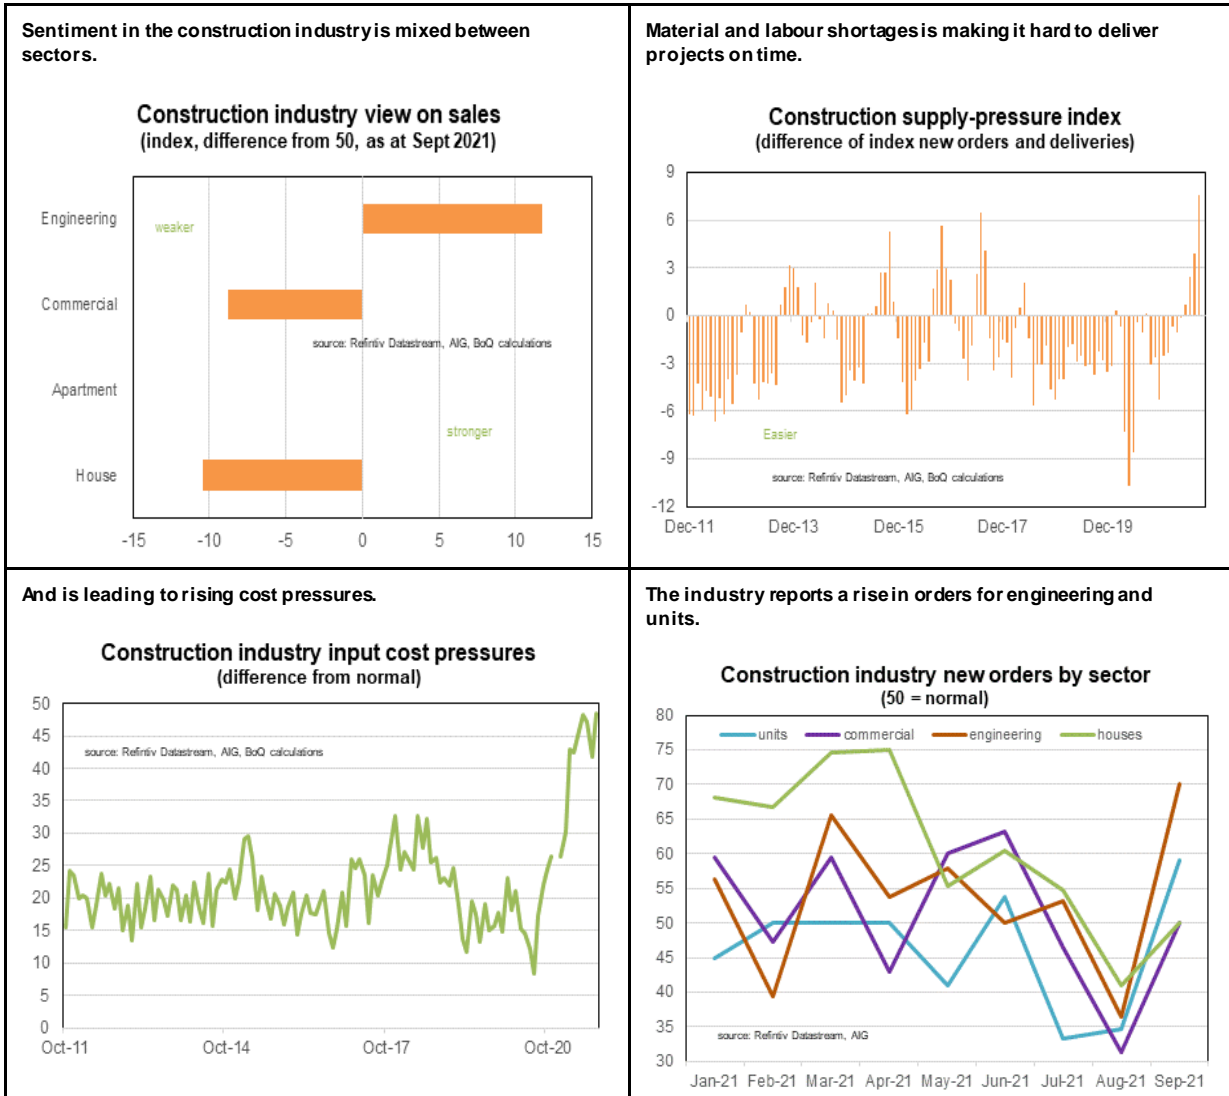 Sentiment in the construction industry is mixed between
sectors.
Construction industry view on sales
(index, difference from 50, as at Sept 2021)
Engineering
weaker
Commercial
source: Refintiv Datastream, AIG, BoQ calculations
Apartment
stronger
House
-15 -10 -5 0 5 10 15
Material and labour shortages is making it hard to deliver
projects on time.
Construction supply-pressure index
(difference of index new orders and deliveries)
9
6
3
0
-3
-6
Easier
-9
source: Refintiv Datastream, AIG, BoQ calculations
-12
Dec-11 Dec-13 Dec-15 Dec-17 Dec-19
And is leading to rising cost pressures.
Construction industry input cost pressures
(difference from normal)
50
45
source: Refintiv Datastream, AIG, BoQ calculations
40
35
30
25
20
15
10
5
0
Oct-11 Oct-14 Oct-17 Oct-20
The industry reports a rise in orders for engineering and
units.
Construction industry new orders by sector
(50 = normal)
80
units commercial engineering houses
75
70
65
60
55
50
45
40
35
source: Refintiv Datastream, AIG
30
Jan-21 Feb-21 Mar-21 Apr-21 May-21 Jun-21 Jul-21 Aug-21 Sep-21